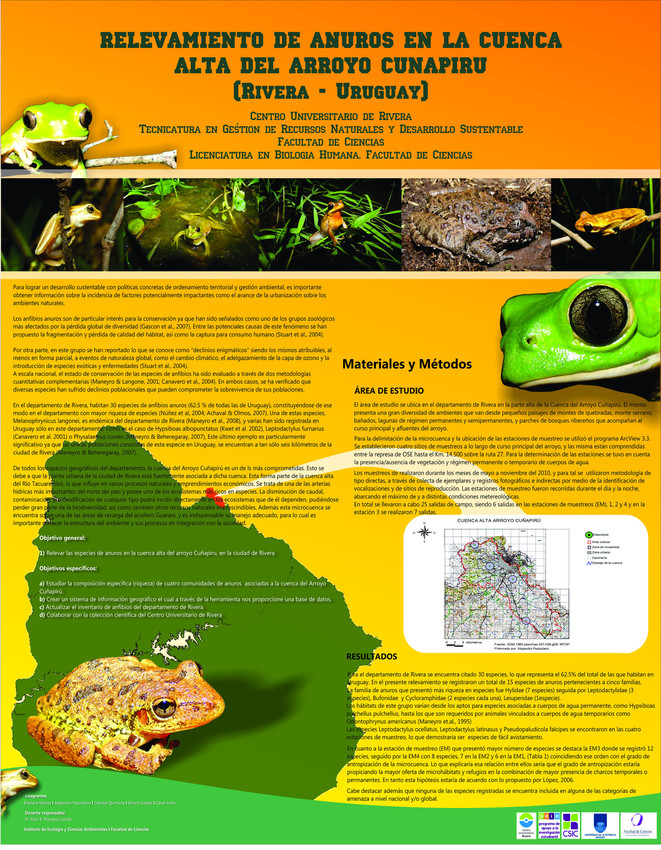 RELEVAMIENTO DE ANUROS EN LA CUENCA
ALTA DEL ARROYO CUNAPIRU
(RIVERA - URUGUAY)
CENTRO UNIVERSITARIO DE RIVERA
TECNICATURA EN GESTION DE RECURSOS NATURALES Y DESARROLLO SUSTENTABLE
FACULTAD DE CIENCIAS
LICENCIATURA EN BIOLOGIA HUMANA. FACULTAD DE CIENCIAS
Para lograr un desarrollo sustentable con políticas concretas de ordenamiento territorial y gestión ambiental, es importante
obtener información sobre la incidencia de factores potencialmente impactantes como el avance de la urbanización sobre los
ambientes naturales.
Los anfibios anuros son de particular interés para la conservación ya que han sido señalados como uno de los grupos zoológicos
más afectados por la pérdida global de diversidad (Gascon et al., 2007). Entre las potenciales causas de este fenómeno se han
propuesto la fragmentación y pérdida de calidad del hábitat, así como la captura para consumo humano (Stuart et al., 2004).
Por otra parte, en este grupo se han reportado lo que se conoce como "declinios enigmáticos" siendo los mismos atribuibles, al
menos en forma parcial, a eventos de naturaleza global, como el cambio climático, el adelgazamiento de la capa de ozono y la
introducción de especies exóticas y enfermedades (Stuart et al., 2004).
A escala nacional, el estado de conservación de las especies de anfibios ha sido evaluado a través de dos metodologías
cuantitativas complementarias (Maneyro & Langone, 2001; Canavero et al., 2004). En ambos casos, se ha verificado que
diversas especies han sufrido declinios poblacionales que pueden comprometer la sobrevivencia de sus poblaciones.
En el departamento de Rivera, habitan 30 especies de anfibios anuros (62,5 % de todas las de Uruguay), constituyéndose de ese
modo en el departamento con mayor riqueza de especies (Núñez et al, 2004; Achaval & Olmos, 2007). Una de estas especies,
Melanophryniscus langonei, es endémica del departamento de Rivera (Maneyro et al., 2008), y varias han sido registrada en
Uruguay sólo en este departamento, como es el caso de Hypsiboas albopunctatus (Kwet et al. 2002), Leptodactylus furnarius
(Canavero et al. 2001) o Physalaemus cuvieri (Maneyro & Beheregaray, 2007). Este último ejemplo es particularmente
significativo ya que las únicas poblaciones conocidas de esta especie en Uruguay, se encuentran a tan sólo seis kilómetros de la
ciudad de Rivera (Maneyro & Beheregaray, 2007).
De todos los espacios geográficos del departamento, la cuenca del Arroyo Cuñapirú es un de ls más comprometidas. Esto se
debe a que la planta urbana de la ciudad de Rivera está fuertemente asociada a dicha cuenca. Esta forma parte de la cuenca alta
del Río Tacuarembó, la que influye en varios procesos naturales y emprendimientos económicos. Se trata de una de las arterias
hídricas más importantes del norte del país y posee uno de los ecosistemas más ricos en especies. La disminución de caudal,
contaminación o modificación de cualquier tipo podrá incidir directamente en los ecosistemas que de él dependen, pudiéndose
perder gran parte de la biodiversidad, así como también otros recursos naturales imprescindibles. Además esta microcuenca se
encuentra sobre una de las áreas de recarga del acuífero Guaraní, y es indispensable su manejo adecuado, para lo cual es
importante conocer la estructura del ambiente y sus procesos en integración con la sociedad.
Objetivo general:
1) Relevar las especies de anuros en la cuenca alta del arroyo Cuñapiru, en la ciudad de Rivera.
Objetivos específicos:
a) Estudiar la composición específica (riqueza) de cuatro comunidades de anuros asociadas a la cuenca del Arroyo
Cuñapirú.
b) Crear un sistema de información geográfico el cual a través de la herramienta nos proporcione una base de datos.
c) Actualizar el inventario de anfibios del departamento de Rivera.
d) Colaborar con la colección científica del Centro Universitario de Rivera
Materiales y Métodos
ÁREA DE ESTUDIO
El área de estudio se ubica en el departamento de Rivera en la parte alta de la Cuenca del Arroyo Cuñapirú. El mismo
presenta una gran diversidad de ambientes que van desde pequeños paisajes de montes de quebradas, monte serrano,
bañados, lagunas de régimen permanentes y semipermanentes, y parches de bosques ribereños que acompañan al
curso principal y afluentes del arroyo.
Para la delimitación de la microcuenca y la ubicación de las estaciones de muestreo se utilizó el programa ArcView 3.3.
Se establecieron cuatro sitios de muestreos a lo largo de curso principal del arroyo, y las misma están comprendidas
entre la represa de OSE hasta el Km. 14.500 sobre la ruta 27. Para la determinación de las estaciones se tuvo en cuenta
la presencia/ausencia de vegetación y régimen permanente o temporario de cuerpos de agua.
Los muestreos se realizaron durante los meses de mayo a noviembre del 2010, y para tal se utilizaron metodología de
tipo directas, a través de colecta de ejemplares y registros fotográficos e indirectas por medio de la identificación de
vocalizaciones y de sitios de reproducción. Las estaciones de muestreo fueron recorridas durante el día y la noche,
abarcando el máximo de y a distintas condiciones metereológicas.
En total se llevaron a cabo 25 salidas de campo, siendo 6 salidas en las estaciones de muestreos (EM), 1, 2 y 4 y en la
estación 3 se realizaron 7 salidas.
CUENCA ALTA ARROYO CUÑAPIRÚ
RESULTADOS
Para el departamento de Rivera se encuentra citado 30 especies, lo que representa el 62.5% del total de las que habitan en
Uruguay. En el presente relevamiento se registraron un total de 15 especies de anuros pertenecientes a cinco familias.
La familia de anuros que presentó más riqueza en especies fue Hylidae (7 especies) seguida por Leptodactylidae (3
especies), Bufonidae y Cycloramphidae (2 especies cada una), Leiuperidae (1especie).
Los hábitats de este grupo varían desde los aptos para especies asociadas a cuerpos de agua permanente, como Hypsiboas
pulchellus pulchellus, hasta los que son requeridos por animales vinculados a cuerpos de agua temporarios como
Odontophrynus americanus (Maneyro et al., 1995)
Las especies Leptodactylus ocellatus, Leptodactylus latinasus y Pseudopaludicola falcipes se encontraron en las cuatro
estaciones de muestreo, lo que demostraría ser especies de fácil avistamiento.
En cuanto a la estación de muestreo (EM) que presentó mayor número de especies se destaca la EM3 donde se registró 12
especies, seguido por la EM4 con 8 especies, 7 en la EM2 y 6 en la EM1, (Tabla 1) coincidiendo ese orden con el grado de
antropización de la microcuenca. Lo que explicaría esa relación entre ellos sería que el grado de antropización estaría
propiciando la mayor oferta de microhábitats y refugios en la combinación de mayor presencia de charcos temporales o
permanentes. En tanto esta hipótesis estaría de acuerdo con lo propuesto por López, 2006.
Cabe destacar además que ninguna de las especies registradas se encuentra incluida en alguna de las categorías de
amenaza a nivel nacional y/o global.
Integrantes
Docente responsable
Instituto de Ecología y Ciencias Ambientales I Facultad de Ciencias
programa de
apoyo a la
investigación
estudiantil
CSIC
Facultad de Ciencias